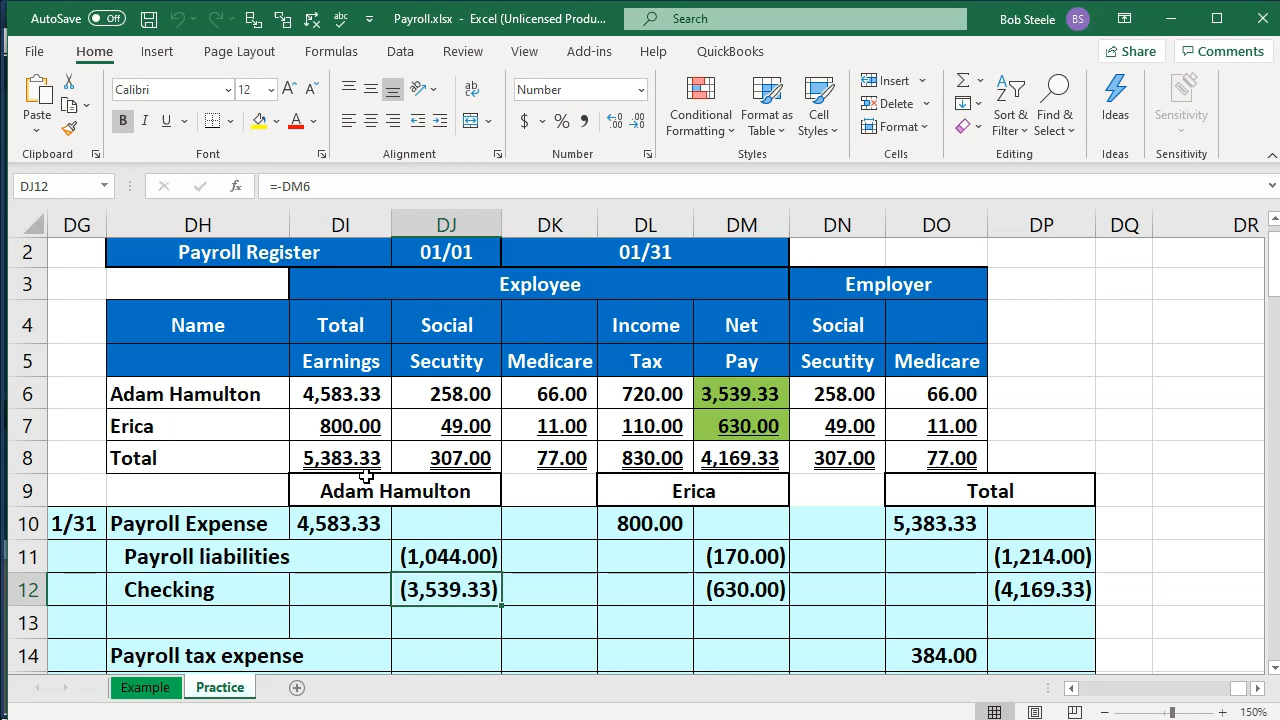 AutoSave Off Payroll.xlsx - Excel (Unlicensed Produ... Search Bob Steele BS
File Home Insert Page Layout Formulas Data Review View Add-ins Help QuickBooks Share Comments
Paste Calibri 12 B I U Number $ % Conditional Formatting Format as Table Cell Styles Insert Delete Format Sort & Filter Find & Select Ideas Sensitivity
Clipboard Font Alignment Number Styles Cells Editing Ideas Sensitivity
DJ12 fx =-DM6
DG DH DI DJ DK DL DM DN DO DP DQ DR
2 Payroll Register 01/01 01/31
3 Exployee Employer
4 Name Total Social Income Net Social
5 Earnings Secutity Medicare Tax Pay Secutity Medicare
6 Adam Hamulton 4,583.33 258.00 66.00 720.00 3,539.33 258.00 66.00
7 Erica 800.00 49.00 11.00 110.00 630.00 49.00 11.00
8 Total 5,383.33 307.00 77.00 830.00 4,169.33 307.00 77.00
9 Adam Hamulton Erica Total
10 1/31 Payroll Expense 4,583.33 800.00 5,383.33
11 Payroll liabilities (1,044.00) (170.00) (1,214.00)
12 Checking (3,539.33) (630.00) (4,169.33)
13
14 Payroll tax expense 384.00
Example Practice
150%